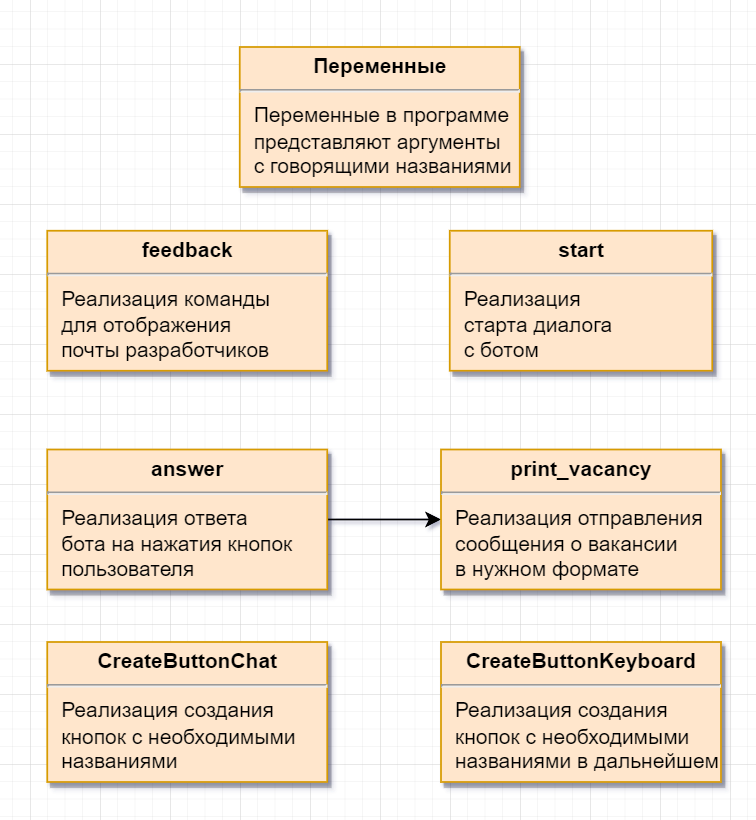 Переменные
Переменные в программе
представляют аргументы
с говорящими названиями
feedback
Реализация команды
для отображения
почты разработчиков
start
Реализация
старта диалога
с ботом
answer
Реализация ответа
бота на нажатия кнопок
пользователя
print_vacancy
Реализация отправления
сообщения о вакансии
в нужном формате
CreateButtonChat
Реализация создания
кнопок с необходимыми
названиями
CreateButtonKeyboard
Реализация создания
кнопок с необходимыми
названиями в дальнейшем